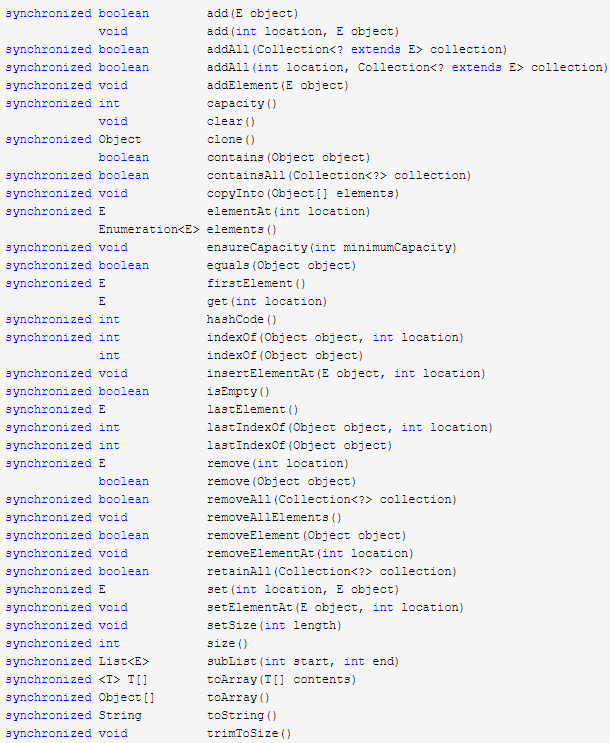 synchronized boolean add(E object)
void add(int location, E object)
synchronized boolean addAll(Collection<? extends E> collection)
synchronized boolean addAll(int location, Collection<? extends E> collection)
synchronized void addElement(E object)
synchronized int capacity()
void clear()
synchronized Object clone()
boolean contains(Object object)
synchronized boolean containsAll(Collection<?> collection)
synchronized void copyInto(Object[] elements)
synchronized E elementAt(int location)
Enumeration<E> elements()
synchronized void ensureCapacity(int minimumCapacity)
synchronized boolean equals(Object object)
synchronized E firstElement()
E get(int location)
synchronized int hashCode()
synchronized int indexOf(Object object, int location)
int indexOf(Object object)
synchronized void insertElementAt(E object, int location)
synchronized boolean isEmpty()
synchronized E lastElement()
synchronized int lastIndexOf(Object object, int location)
synchronized int lastIndexOf(Object object)
synchronized E remove(int location)
boolean remove(Object object)
synchronized boolean removeAll(Collection<?> collection)
synchronized void removeAllElements()
synchronized boolean removeElement(Object object)
synchronized void removeElementAt(int location)
synchronized boolean retainAll(Collection<?> collection)
synchronized E set(int location, E object)
synchronized void setElementAt(E object, int location)
synchronized void setSize(int length)
synchronized int size()
synchronized List<E> subList(int start, int end)
synchronized <T> T[] toArray(T[] contents)
synchronized Object[] toArray()
synchronized String toString()
synchronized void trimToSize()